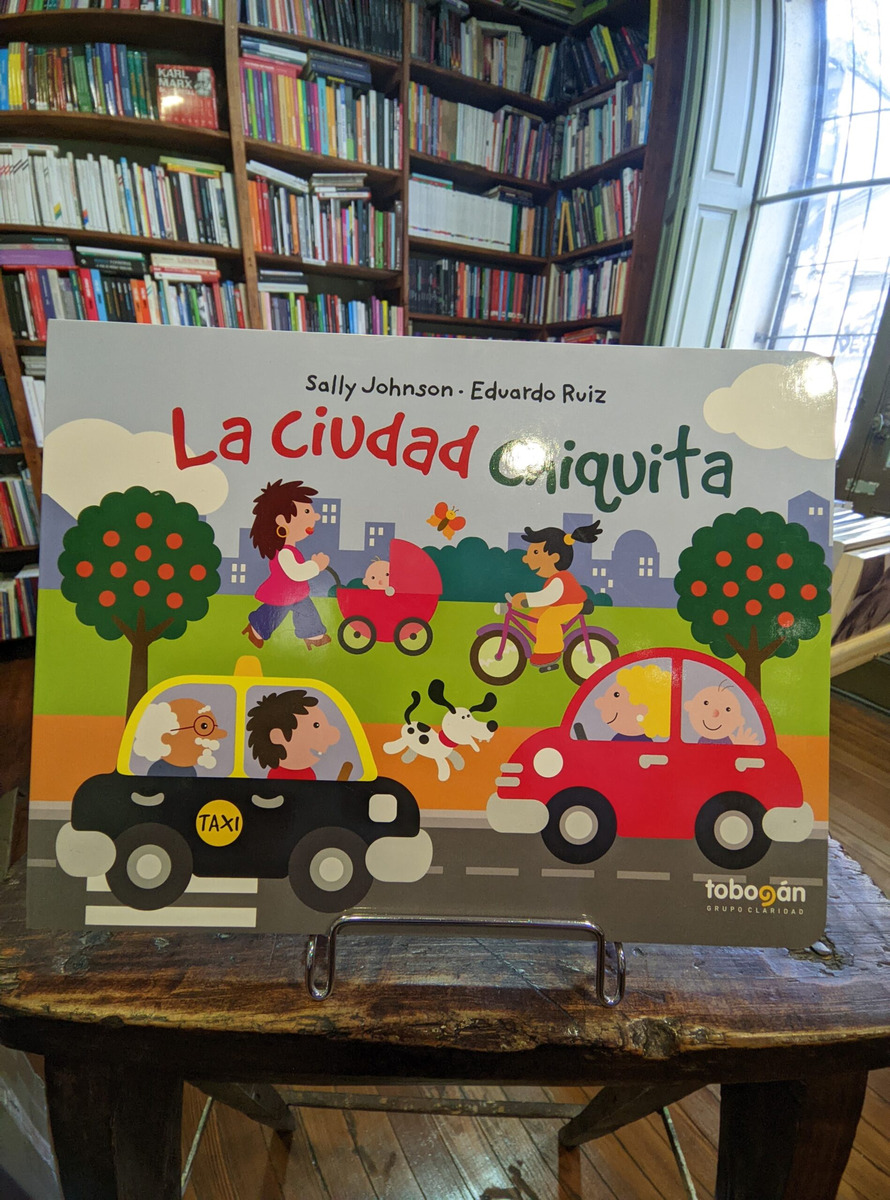 KARL
MARX
Sally Johnson · Eduardo Ruiz
La ciudad chiquita
TAXI
tobogán
GRUPO CLARIDAD